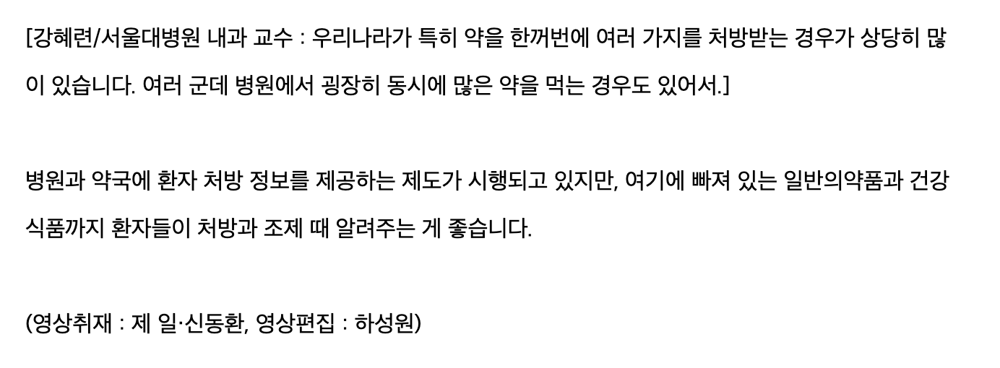 [강혜련/서울대병원 내과 교수 : 우리나라가 특히 약을 한꺼번에 여러 가지를 처방받는 경우가 상당히 많
이 있습니다. 여러 군데 병원에서 굉장히 동시에 많은 약을 먹는 경우도 있어서.]
병원과 약국에 환자 처방 정보를 제공하는 제도가 시행되고 있지만, 여기에 빠져 있는 일반의약품과 건강
식품까지 환자들이 처방과 조제 때 알려주는 게 좋습니다.
(영상취재 : 제 일·신동환, 영상편집 : 하성원)